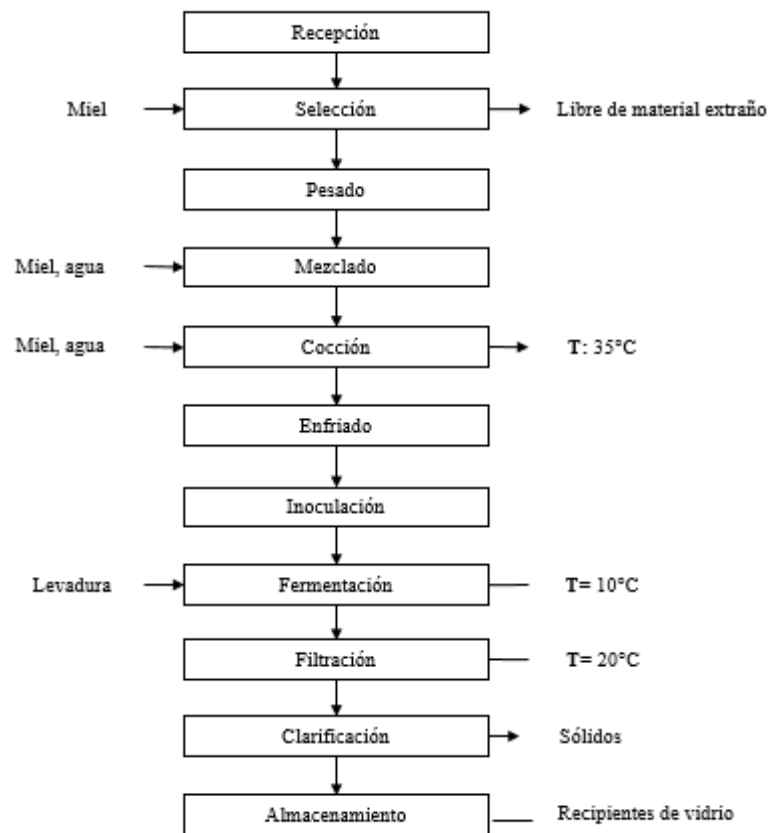 Recepción
Miel Selección Libre de material extraño
Pesado
Miel, agua Mezclado
Miel, agua Cocción T: 35°C
Enfriado
Inoculación
Levadura Fermentación T= 10°C
Filtración T= 20°C
Clarificación Sólidos
Almacenamiento Recipientes de vidrio